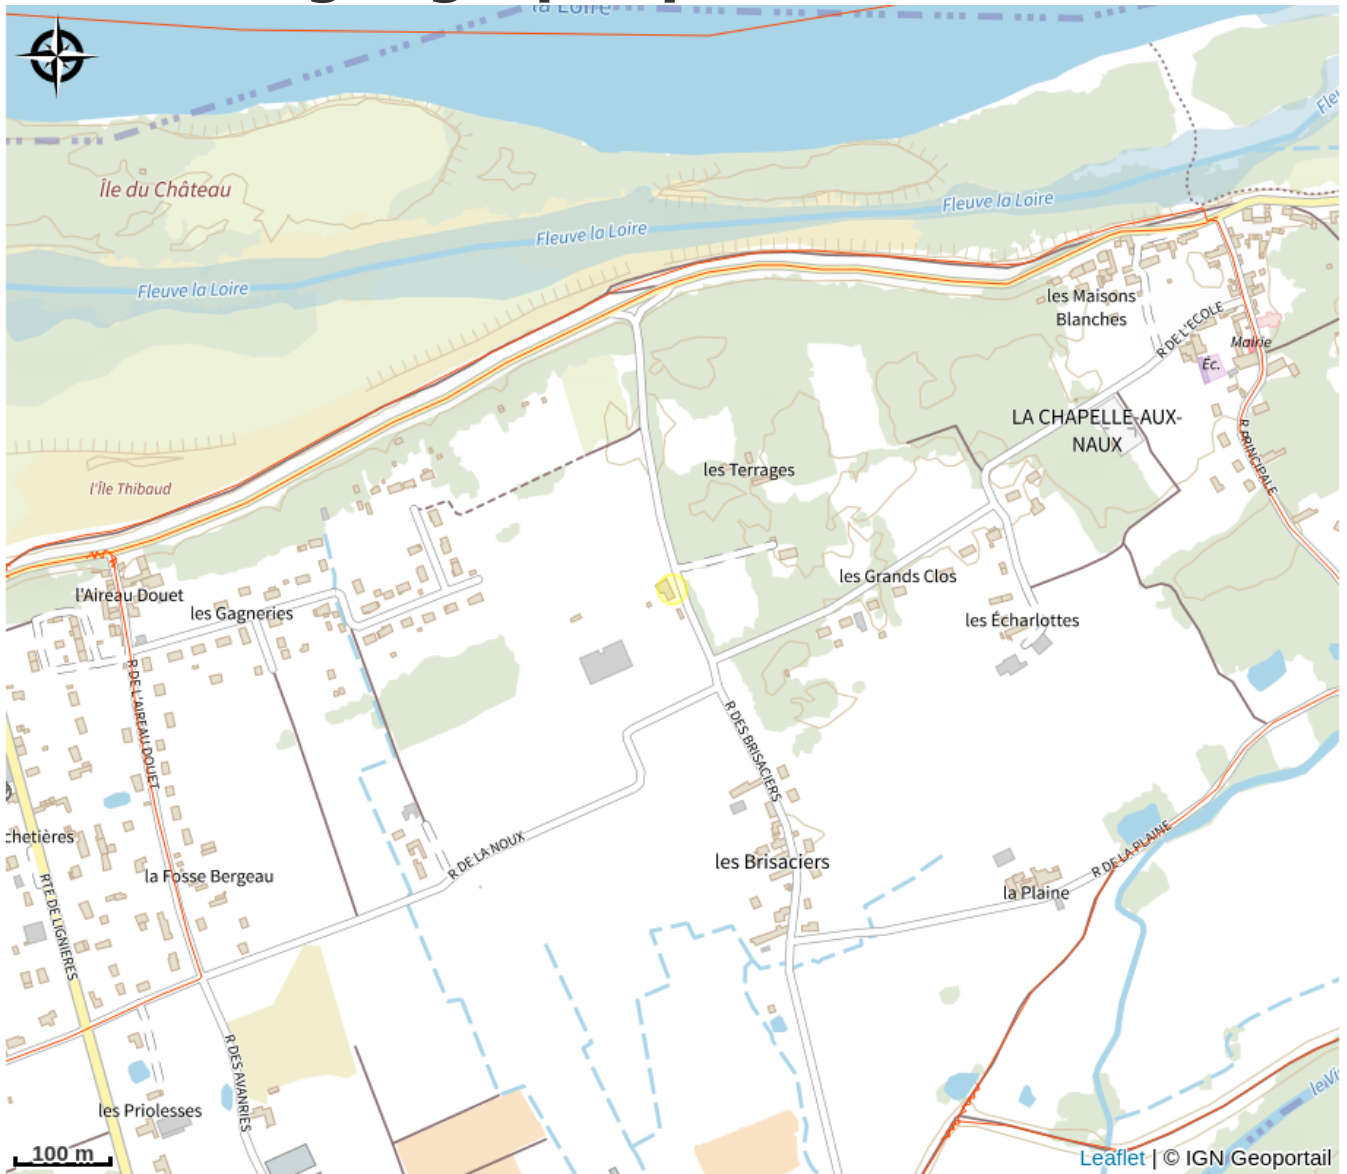 la Loire
Île du Château
Fleuve la Loire
Fleuve la Loire
Fleuve la Loire
les Maisons
Blanches
R DE L'ECOLE
Mairie
Éc.
LA CHAPELLE-AUX-
NAUX
R PRINCIPALE
les Terrages
l'Île Thibaud
les Grands Clos
l'Aireau Douet
les Gagneries
les Écharlottes
R DE L'AIREAU DOUET
R DES BRISACIERS
chetières
R DE LA NOUX
les Brisaciers
R DE LA PLAINE
la Fosse Bergeau
la Plaine
RTE DE LIGNIERES
R DES AVANRIES
les Priolesses
le Vi
100 m
Leaflet | © IGN Geoportail